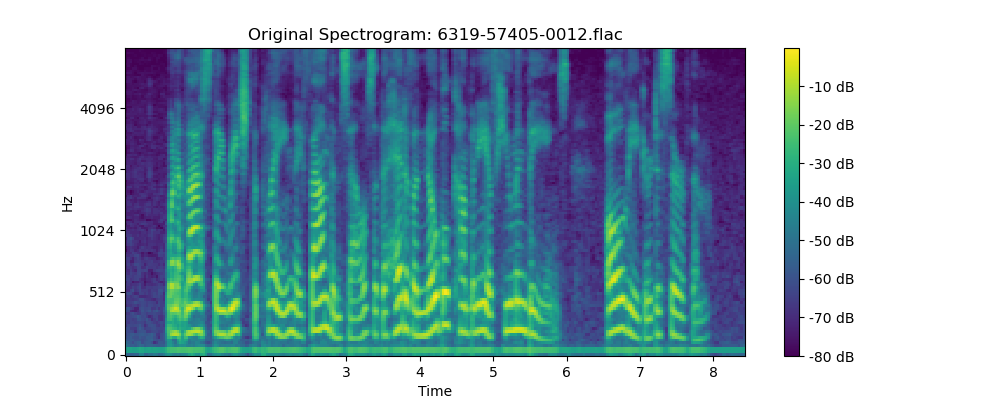 Original Spectrogram: 6319-57405-0012.flac
Hz
4096
2048
1024
512
0
0 1 2 3 4 5 6 7 8
Time
-10 dB
-20 dB
-30 dB
-40 dB
-50 dB
-60 dB
-70 dB
-80 dB